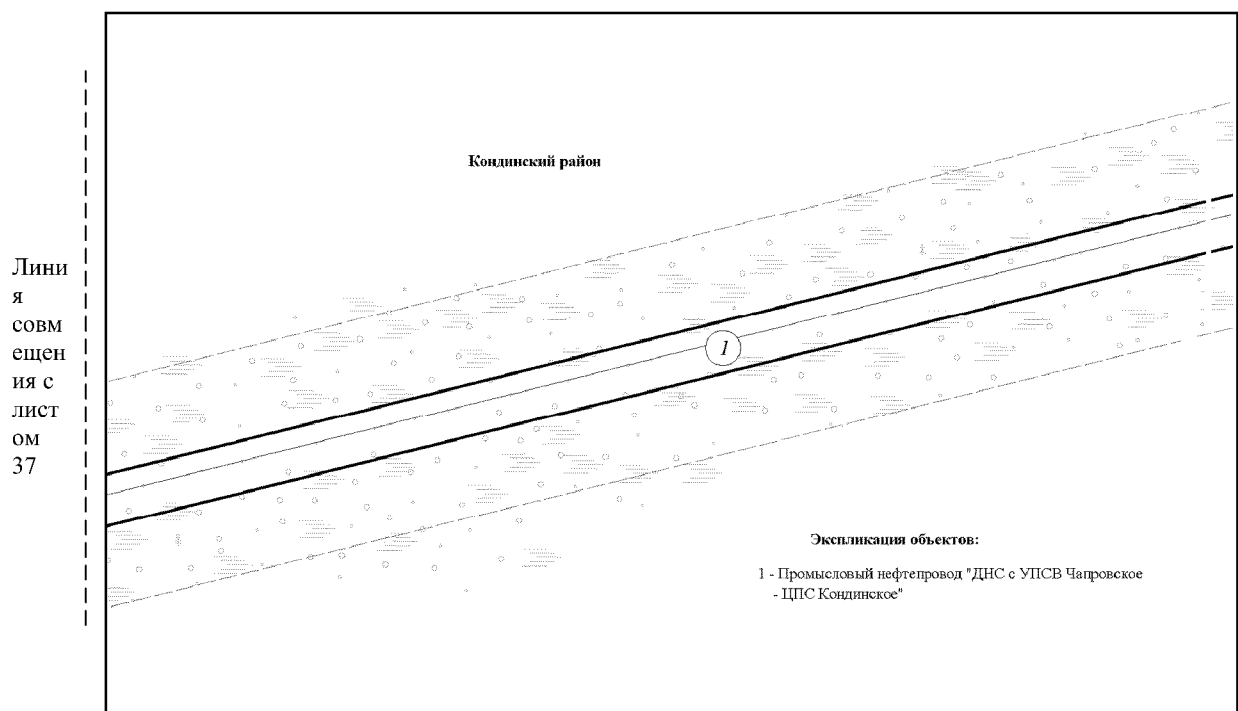 Кондинский район
Лини
я
совм
ещен
ия с
лист
ом
37
1
Экспликация объектов:
1 - Промысловый нефтепровод "ДНС с УПСВ Чапровское
- ЦПС Кондинское"